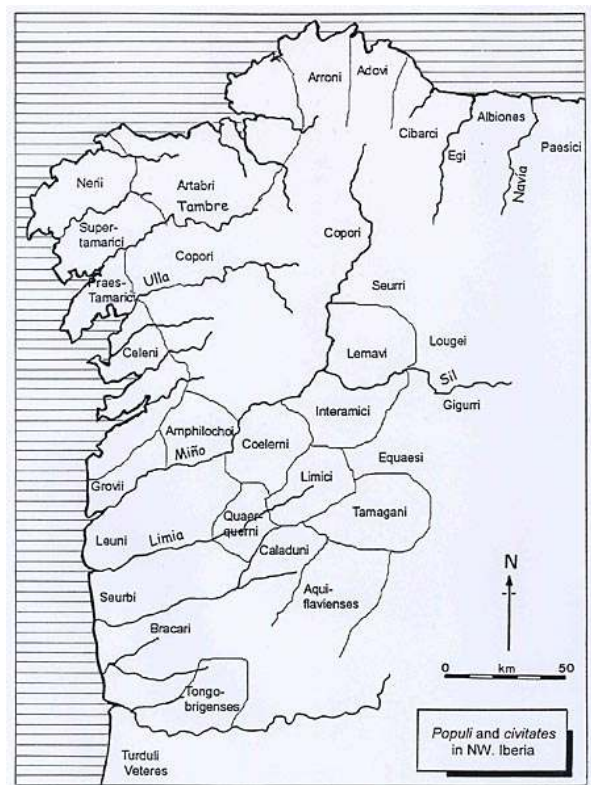 Arroni
Adovi
Albiones
Cibarci
Paesici
Egi
Navia
Nerii
Artabri
Tambre
Super-
tamarici
Copori
Copori
Praes-
Tamarici
Ulla
Seurri
Celeni
Lemavi
Lougei
Sil
Gigurri
Interamici
Amphilochoi
Coelerni
Miño
Equaesi
Grovii
Limici
Quaer-
querni
Tamagani
Leuni
Limia
Caladuni
Seurbi
Aqui-
flavienses
N
Bracari
0 km 50
Tongo-
brigenses
Populi and civitates
in NW. Iberia
Turduli
Veteres